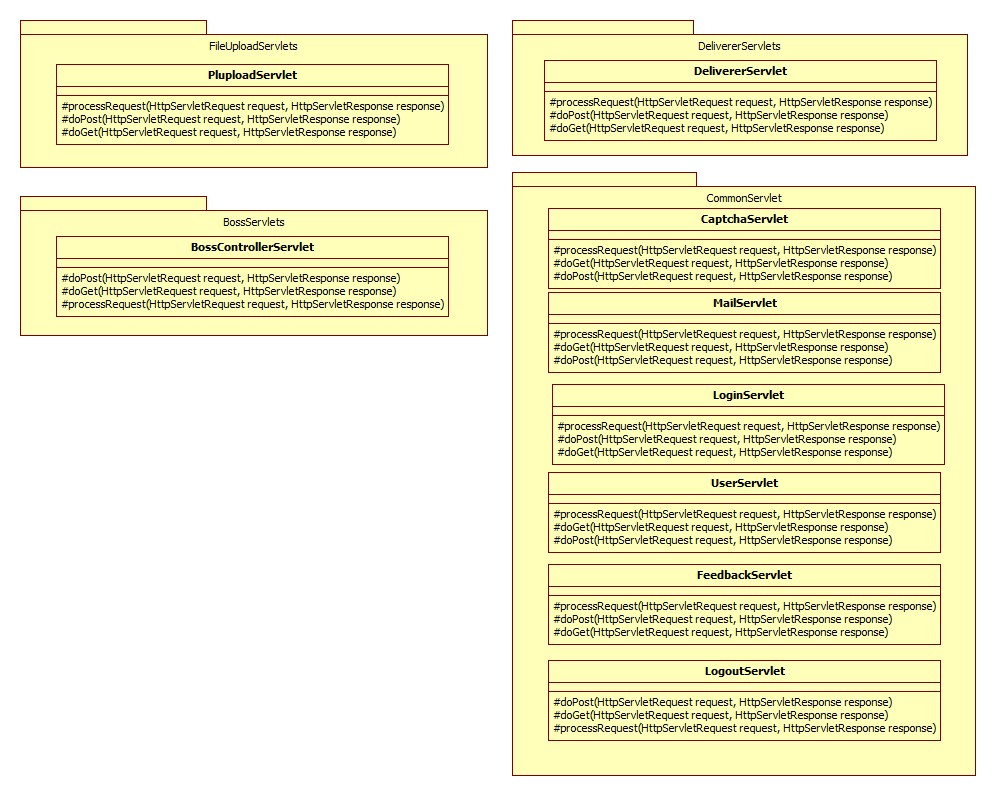 FileUploadServlets
PluploadServlet
#processRequest(HttpServletRequest request, HttpServletResponse response)
#doPost(HttpServletRequest request, HttpServletResponse response)
#doGet(HttpServletRequest request, HttpServletResponse response)
DelivererServlets
DelivererServlet
#processRequest(HttpServletRequest request, HttpServletResponse response)
#doPost(HttpServletRequest request, HttpServletResponse response)
#doGet(HttpServletRequest request, HttpServletResponse response)
BossServlets
BossControllerServlet
#doPost(HttpServletRequest request, HttpServletResponse response)
#doGet(HttpServletRequest request, HttpServletResponse response)
#processRequest(HttpServletRequest request, HttpServletResponse response)
CommonServlet
CaptchaServlet
#processRequest(HttpServletRequest request, HttpServletResponse response)
#doGet(HttpServletRequest request, HttpServletResponse response)
#doPost(HttpServletRequest request, HttpServletResponse response)
MailServlet
#processRequest(HttpServletRequest request, HttpServletResponse response)
#doGet(HttpServletRequest request, HttpServletResponse response)
#doPost(HttpServletRequest request, HttpServletResponse response)
LoginServlet
#processRequest(HttpServletRequest request, HttpServletResponse response)
#doPost(HttpServletRequest request, HttpServletResponse response)
#doGet(HttpServletRequest request, HttpServletResponse response)
UserServlet
#processRequest(HttpServletRequest request, HttpServletResponse response)
#doGet(HttpServletRequest request, HttpServletResponse response)
#doPost(HttpServletRequest request, HttpServletResponse response)
FeedbackServlet
#processRequest(HttpServletRequest request, HttpServletResponse response)
#doPost(HttpServletRequest request, HttpServletResponse response)
#doGet(HttpServletRequest request, HttpServletResponse response)
LogoutServlet
#doPost(HttpServletRequest request, HttpServletResponse response)
#doGet(HttpServletRequest request, HttpServletResponse response)
#processRequest(HttpServletRequest request, HttpServletResponse response)